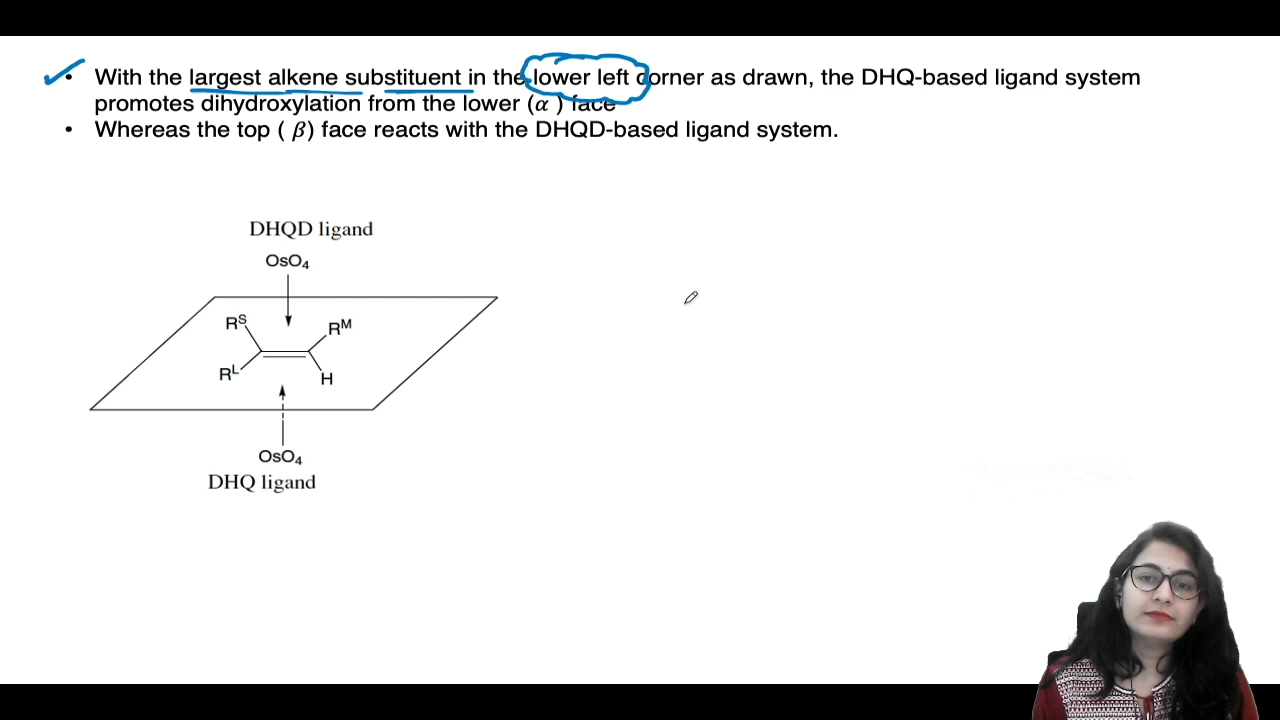 • With the largest alkene substituent in the lower left corner as drawn, the DHQ-based ligand system
promotes dihydroxylation from the lower (α ) face
• Whereas the top ( β) face reacts with the DHQD-based ligand system.
DHQD ligand
OsO₄
Rˢ
Rᴹ
Rᴸ
H
OsO₄
DHQ ligand